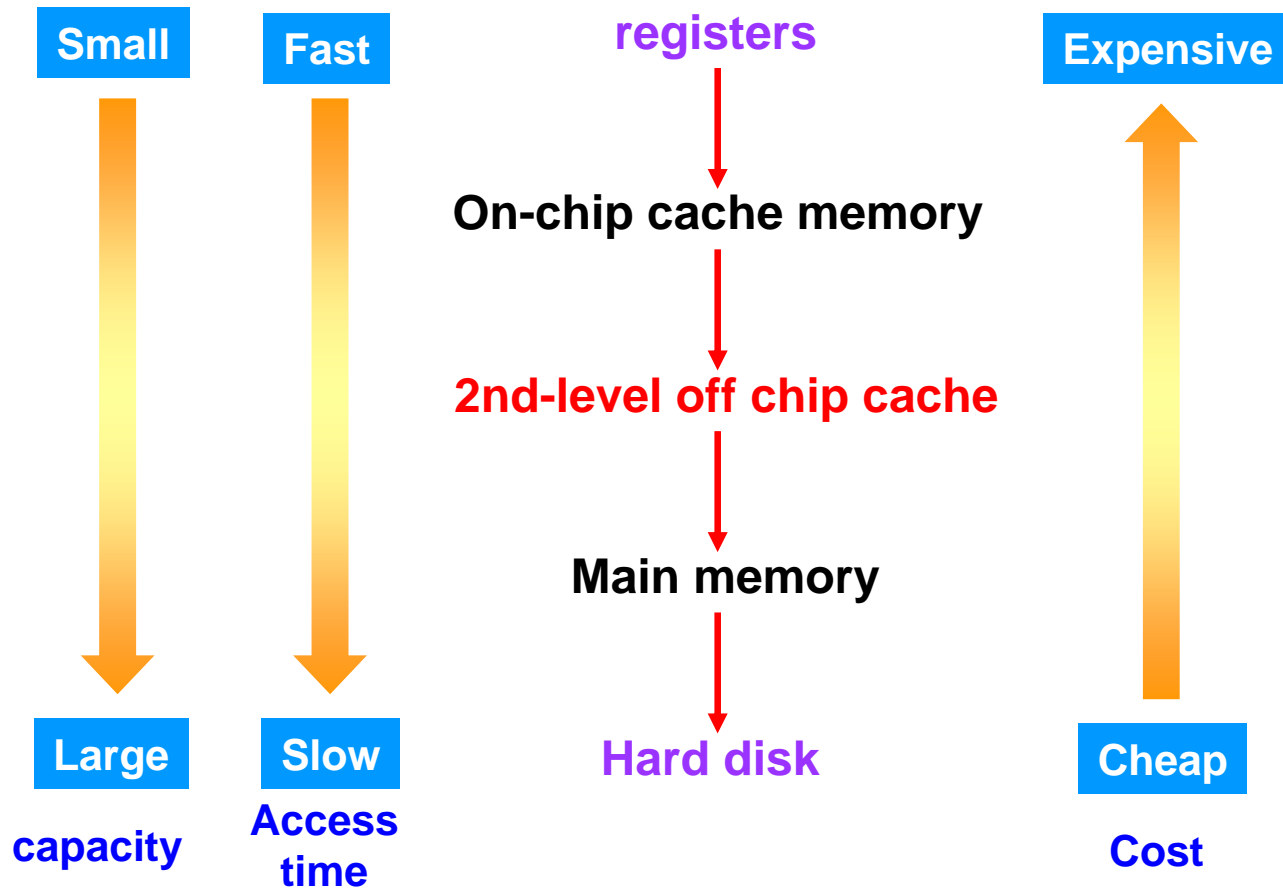 Small
Fast
registers
Expensive
On-chip cache memory
2nd-level off chip cache
Main memory
Large
Slow
Hard disk
Cheap
capacity
Access
time
Cost